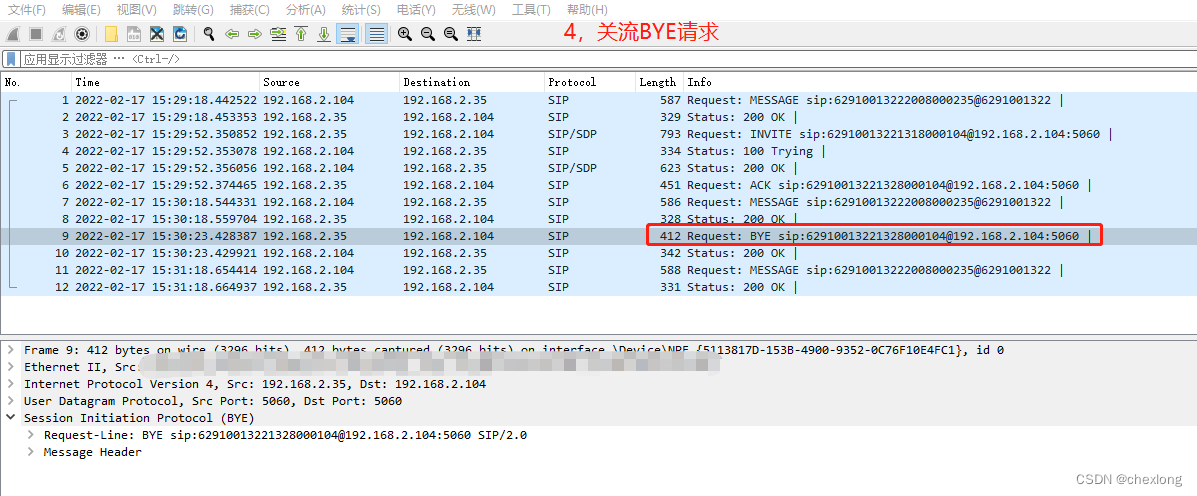 文件(F) 编辑(E) 视图(V) 跳转(G) 捕获(C) 分析(A) 统计(S) 电话(Y) 无线(W) 工具(T) 帮助(H)
4，关流BYE请求
应用显示过滤器 … <Ctrl-/>
No. Time Source Destination Protocol Length Info
1 2022-02-17 15:29:18.442522 192.168.2.104 192.168.2.35 SIP 587 Request: MESSAGE sip:62910013222008000235@6291001322 |
2 2022-02-17 15:29:18.453353 192.168.2.35 192.168.2.104 SIP 329 Status: 200 OK |
3 2022-02-17 15:29:52.350852 192.168.2.35 192.168.2.104 SIP/SDP 793 Request: INVITE sip:62910013221318000104@192.168.2.104:5060 |
4 2022-02-17 15:29:52.353078 192.168.2.104 192.168.2.35 SIP 334 Status: 100 Trying |
5 2022-02-17 15:29:52.356056 192.168.2.104 192.168.2.35 SIP/SDP 623 Status: 200 OK |
6 2022-02-17 15:29:52.374465 192.168.2.35 192.168.2.104 SIP 451 Request: ACK sip:62910013221328000104@192.168.2.104:5060 |
7 2022-02-17 15:30:18.544331 192.168.2.104 192.168.2.35 SIP 586 Request: MESSAGE sip:62910013222008000235@6291001322 |
8 2022-02-17 15:30:18.559704 192.168.2.35 192.168.2.104 SIP 328 Status: 200 OK |
9 2022-02-17 15:30:23.428387 192.168.2.35 192.168.2.104 SIP 412 Request: BYE sip:62910013221328000104@192.168.2.104:5060 |
10 2022-02-17 15:30:23.429921 192.168.2.104 192.168.2.35 SIP 342 Status: 200 OK |
11 2022-02-17 15:31:18.654414 192.168.2.104 192.168.2.35 SIP 588 Request: MESSAGE sip:62910013222008000235@6291001322 |
12 2022-02-17 15:31:18.664937 192.168.2.35 192.168.2.104 SIP 331 Status: 200 OK |
Frame 9: 412 bytes on wire (3296 bits), 412 bytes captured (3296 bits) on interface \Device\NPF_{5113817D-153B-4900-9352-0C76F10E4FC1}, id 0
Ethernet II, Src:
Internet Protocol Version 4, Src: 192.168.2.35, Dst: 192.168.2.104
User Datagram Protocol, Src Port: 5060, Dst Port: 5060
Session Initiation Protocol (BYE)
Request-Line: BYE sip:62910013221328000104@192.168.2.104:5060 SIP/2.0
Message Header
CSDN @chexlong